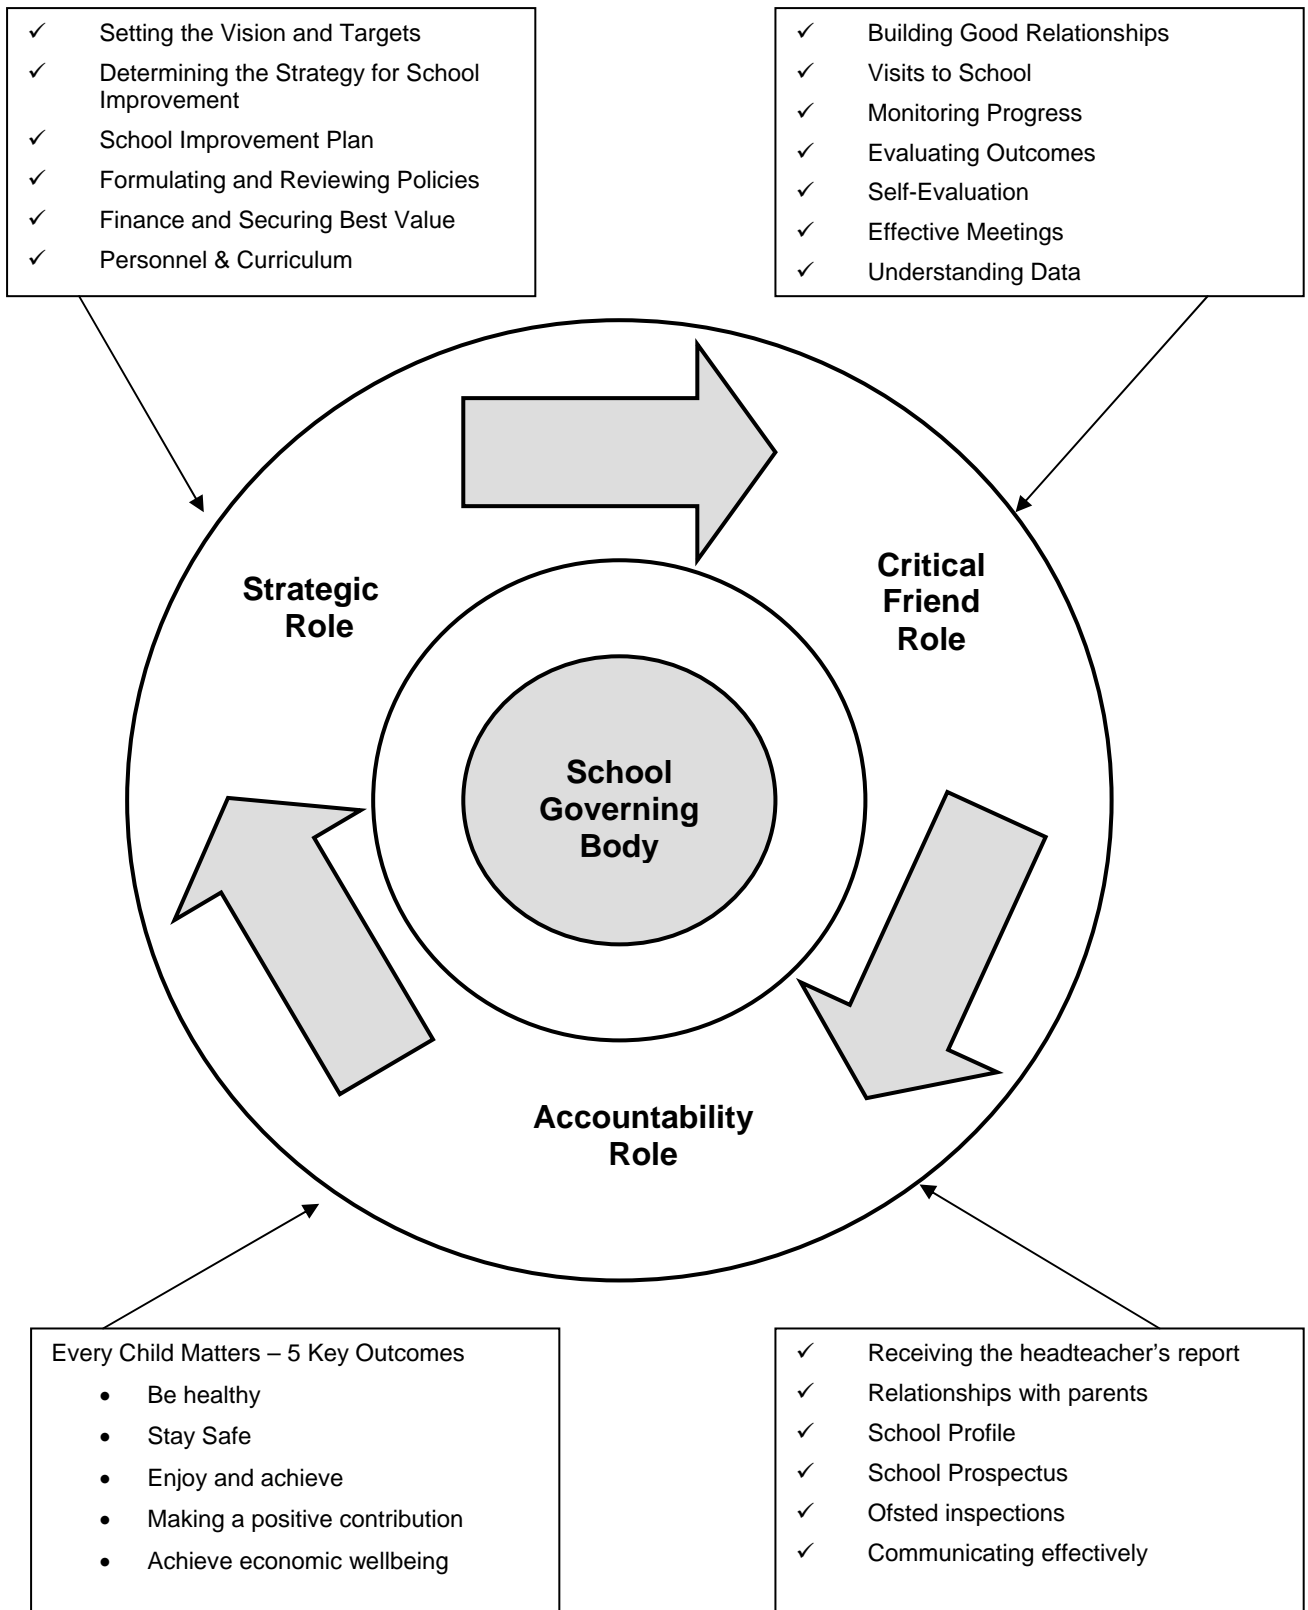 ✓ Setting the Vision and Targets
✓ Determining the Strategy for School
Improvement
✓ School Improvement Plan
✓ Formulating and Reviewing Policies
✓ Finance and Securing Best Value
✓ Personnel & Curriculum
✓ Building Good Relationships
✓ Visits to School
✓ Monitoring Progress
✓ Evaluating Outcomes
✓ Self-Evaluation
✓ Effective Meetings
✓ Understanding Data
Strategic
Role
Critical
Friend
Role
School
Governing
Body
Accountability
Role
Every Child Matters – 5 Key Outcomes
• Be healthy
• Stay Safe
• Enjoy and achieve
• Making a positive contribution
• Achieve economic wellbeing
✓ Receiving the headteacher's report
✓ Relationships with parents
✓ School Profile
✓ School Prospectus
✓ Ofsted inspections
✓ Communicating effectively